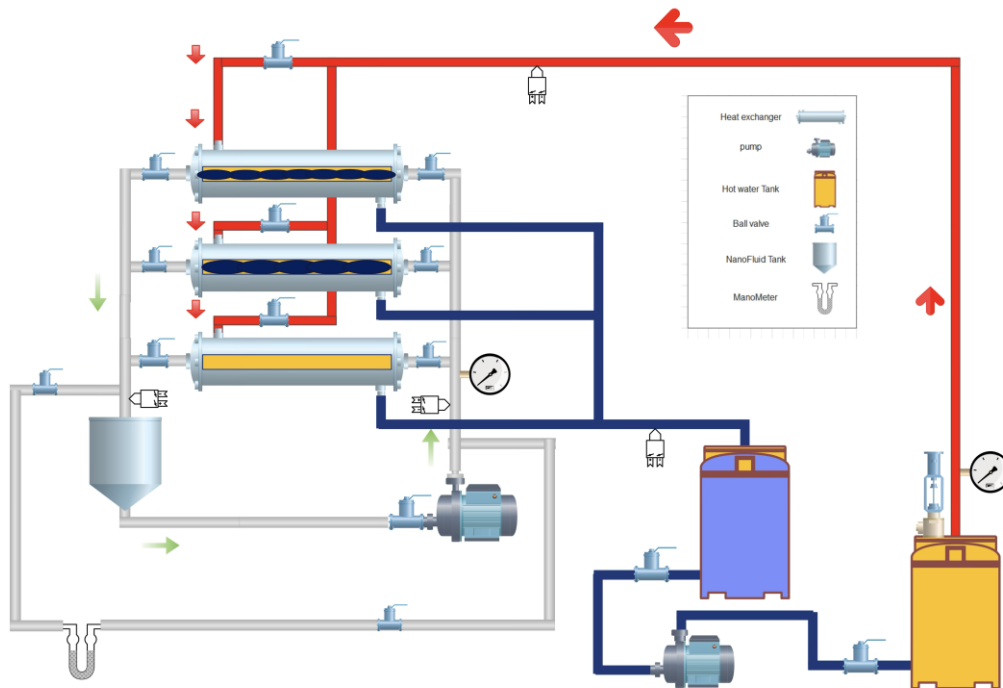 Heat exchanger
pump
Hot water Tank
Ball valve
NanoFluid Tank
ManoMeter